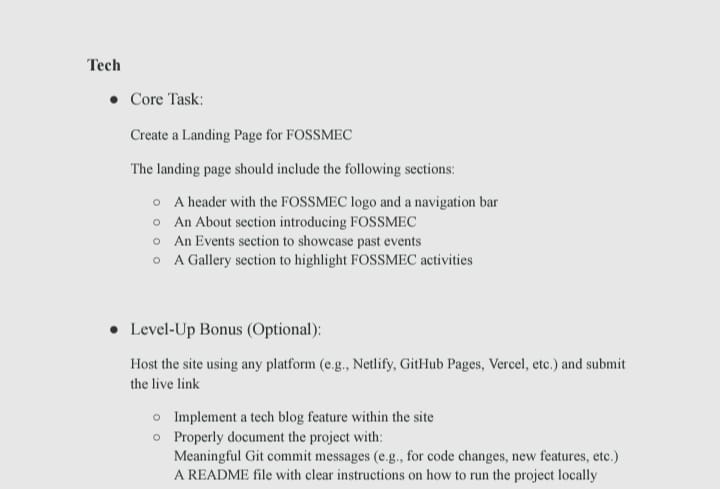 Tech
● Core Task:
Create a Landing Page for FOSSMEC
The landing page should include the following sections:
○ A header with the FOSSMEC logo and a navigation bar
○ An About section introducing FOSSMEC
○ An Events section to showcase past events
○ A Gallery section to highlight FOSSMEC activities
● Level-Up Bonus (Optional):
Host the site using any platform (e.g., Netlify, GitHub Pages, Vercel, etc.) and submit
the live link
○ Implement a tech blog feature within the site
○ Properly document the project with:
Meaningful Git commit messages (e.g., for code changes, new features, etc.)
A README file with clear instructions on how to run the project locally